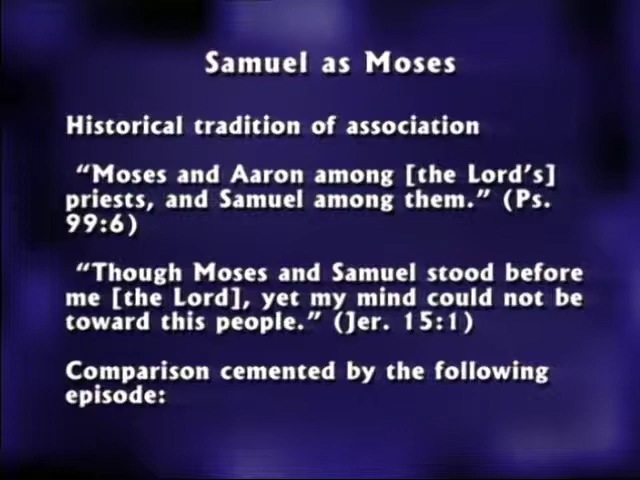 Samuel as Moses
Historical tradition of association
“Moses and Aaron among [the Lord’s]
priests, and Samuel among them.” (Ps.
99:6)
“Though Moses and Samuel stood before
me [the Lord], yet my mind could not be
toward this people.” (Jer. 15:1)
Comparison cemented by the following
episode: